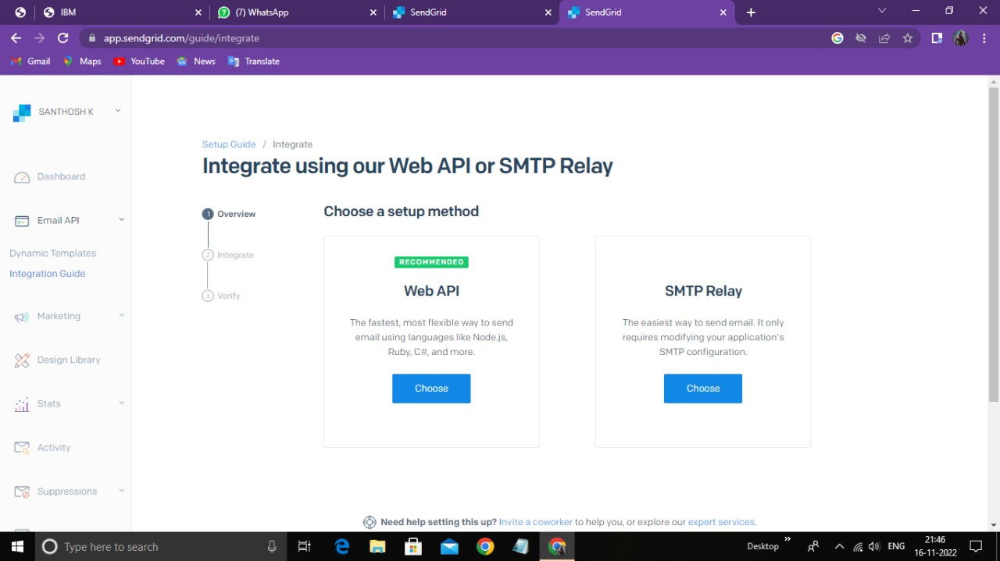 IBM
(7) WhatsApp
SendGrid
SendGrid
app.sendgrid.com/guide/integrate
Gmail
Maps
YouTube
News
Translate
SANTHOSH K
Dashboard
Email API
Dynamic Templates
Integration Guide
Marketing
Design Library
Stats
Activity
Suppressions
Setup Guide / Integrate
Integrate using our Web API or SMTP Relay
1 Overview
2 Integrate
3 Verify
Choose a setup method
RECOMMENDED
Web API
The fastest, most flexible way to send
email using languages like Node.js,
Ruby, C#, and more.
Choose
SMTP Relay
The easiest way to send email. It only
requires modifying your application's
SMTP configuration.
Choose
Need help setting this up? Invite a coworker to help you, or explore our expert services.
Type here to search
Desktop
ENG
21:46
16-11-2022